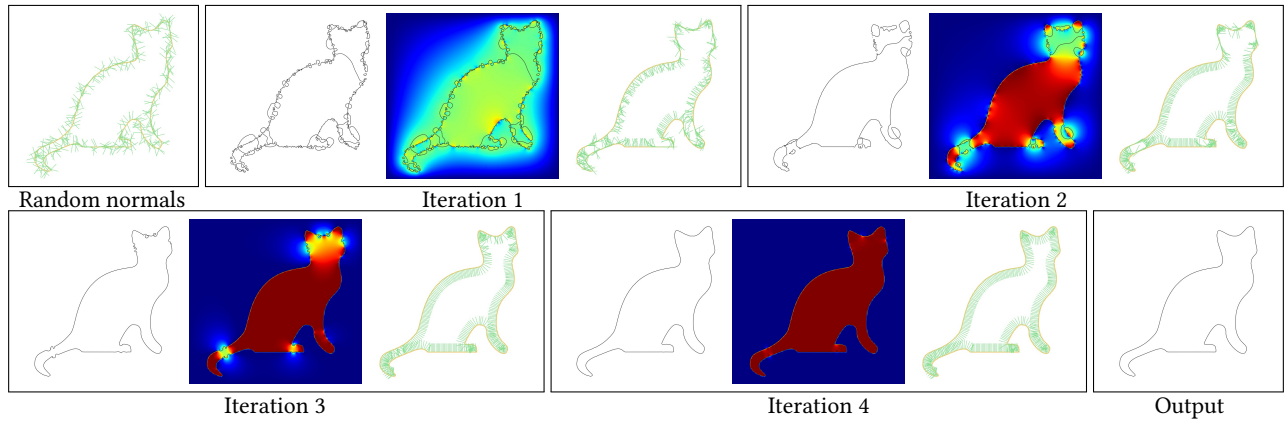 Random normals
Iteration 1
Iteration 2
Iteration 3
Iteration 4
Output